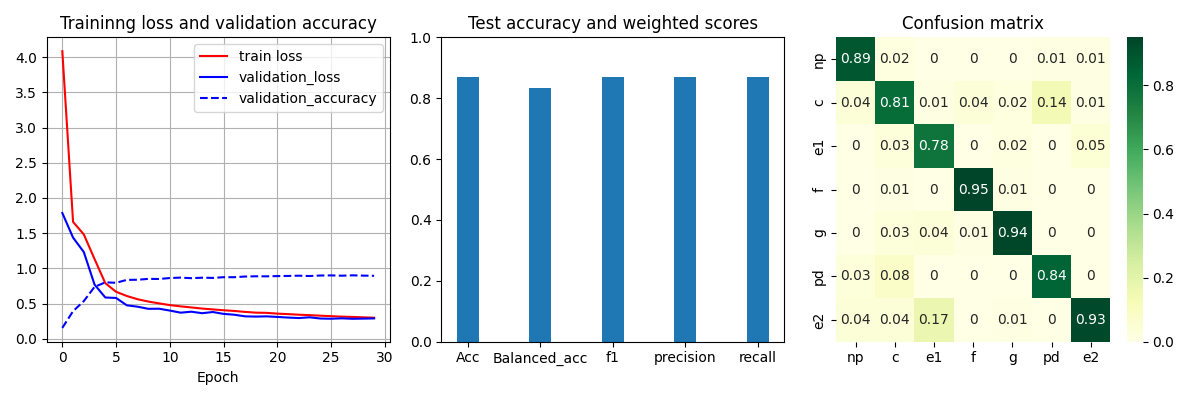 Traininng loss and validation accuracy
train loss
validation_loss
validation_accuracy
4.0
3.5
3.0
2.5
2.0
1.5
1.0
0.5
0.0
0 5 10 15 20 25 30
Epoch
Test accuracy and weighted scores
1.0
0.8
0.6
0.4
0.2
0.0
Acc Balanced_acc f1 precision recall
Confusion matrix
np 0.89 0.02 0 0 0 0.01 0.01
c 0.04 0.81 0.01 0.04 0.02 0.14 0.01
e1 0 0.03 0.78 0 0.02 0 0.05
f 0 0.01 0 0.95 0.01 0 0
g 0 0.03 0.04 0.01 0.94 0 0
pd 0.03 0.08 0 0 0 0.84 0
e2 0.04 0.04 0.17 0 0.01 0 0.93
np c e1 f g pd e2
0.8
0.6
0.4
0.2
0.0